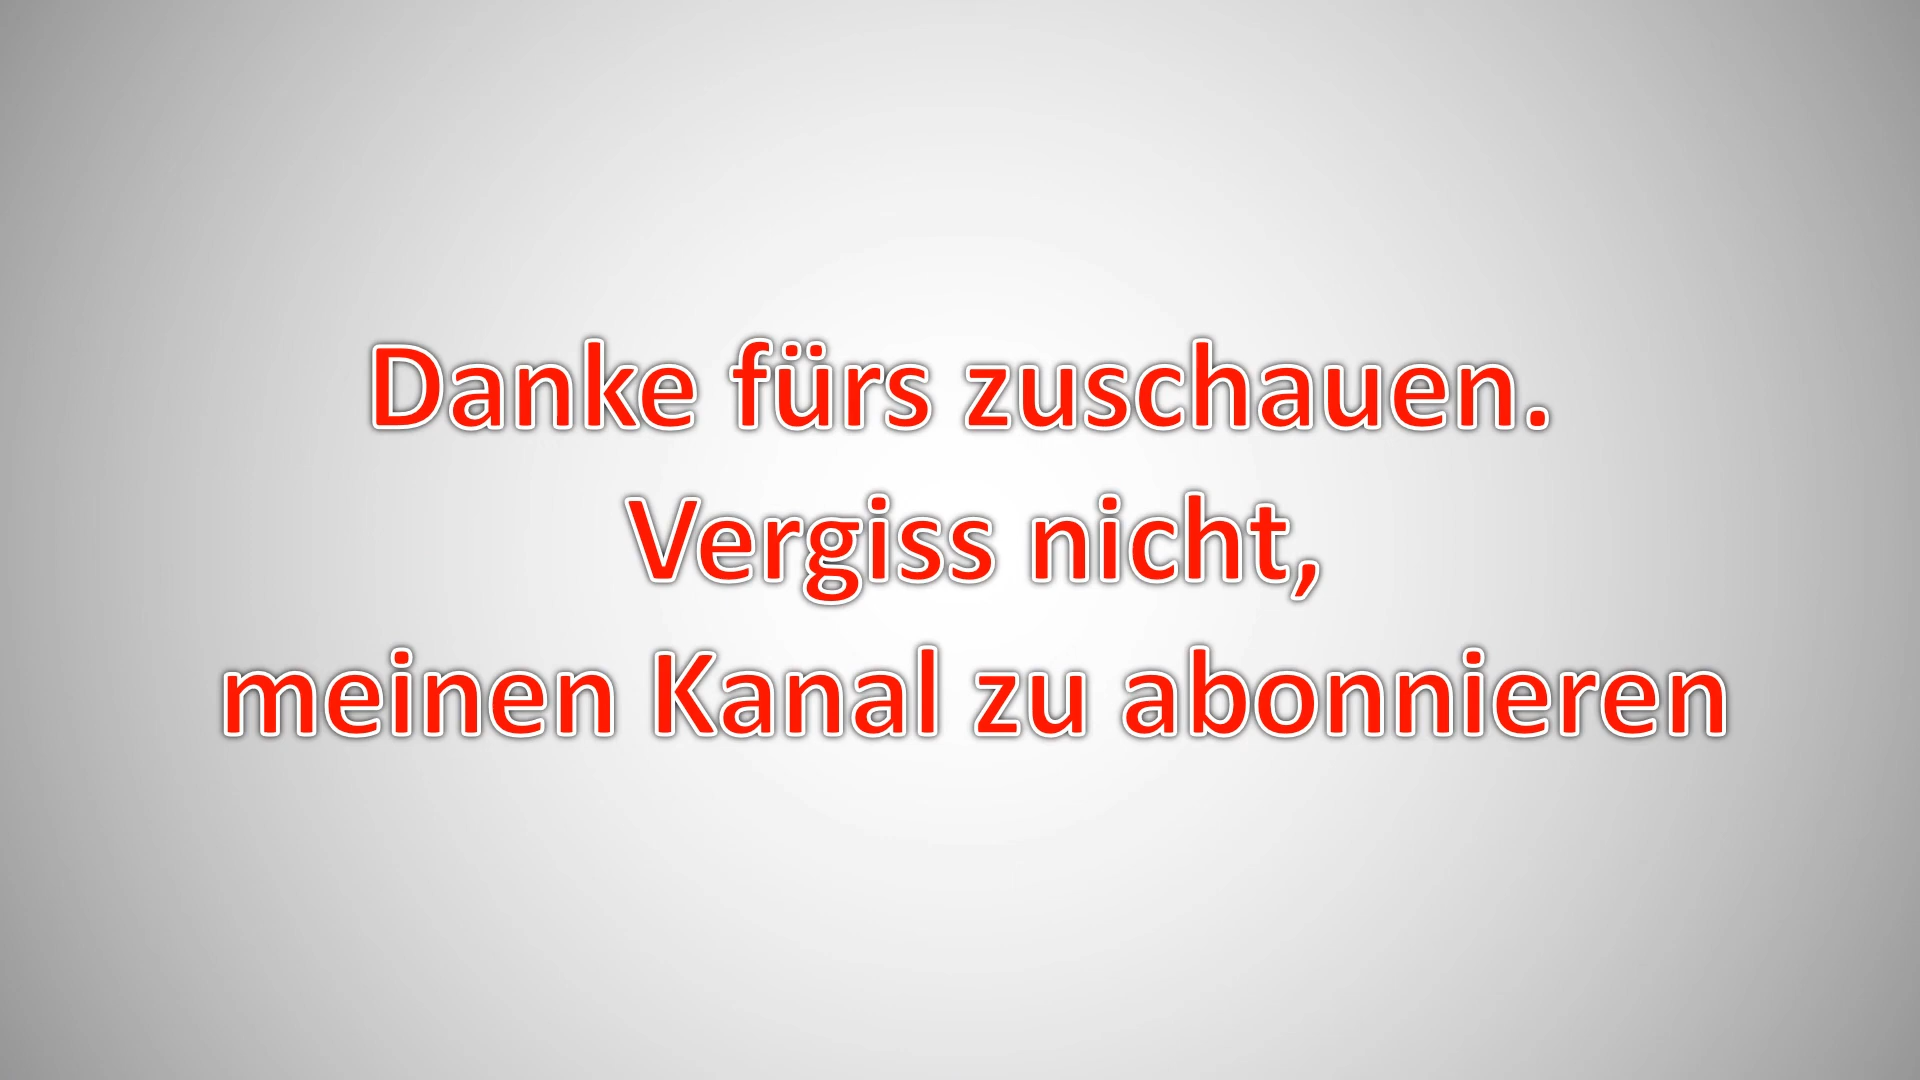 Danke fürs zuschauen.
Vergiss nicht,
meinen Kanal zu abonnieren